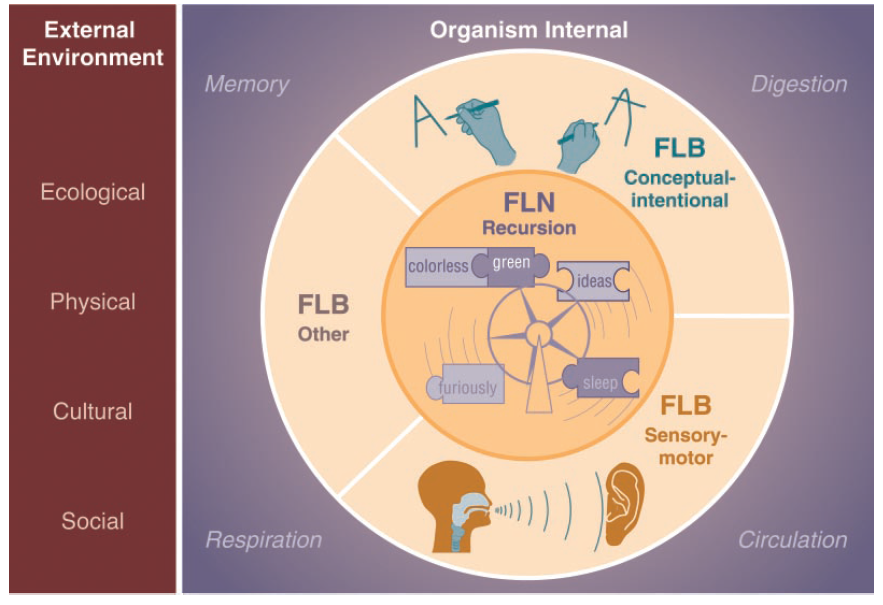 External
Environment
Ecological
Physical
Cultural
Social
Organism Internal
Memory
Digestion
A
A
FLB
Conceptual-
intentional
FLN
Recursion
colorless
green
ideas
furiously
sleep
FLB
Other
FLB
Sensory-
motor
Respiration
Circulation